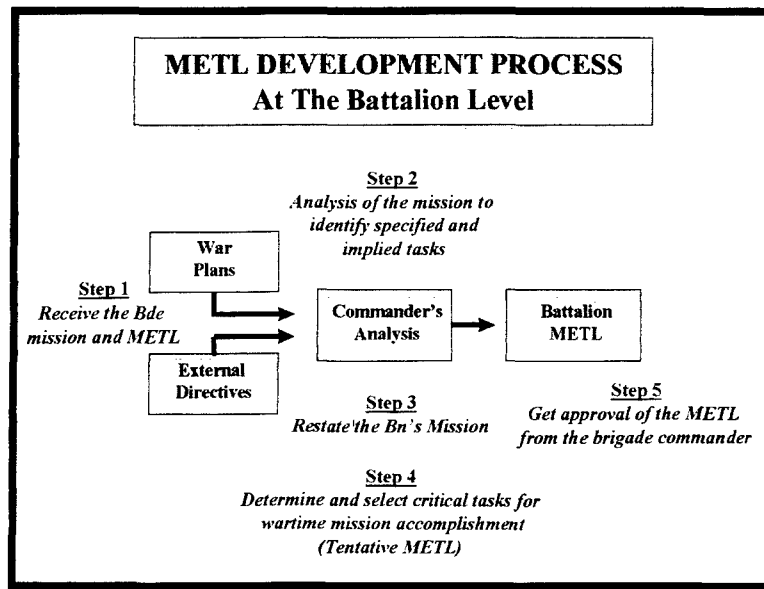 METL DEVELOPMENT PROCESS
At The Battalion Level
Step 2
Analysis of the mission to
identify specified and
implied tasks
War
Plans
Step 1
Receive the Bde
mission and METL
Commander's
Analysis
Battalion
METL
External
Directives
Step 3
Restate the Bn's Mission
Step 5
Get approval of the METL
from the brigade commander
Step 4
Determine and select critical tasks for
wartime mission accomplishment
(Tentative METL)